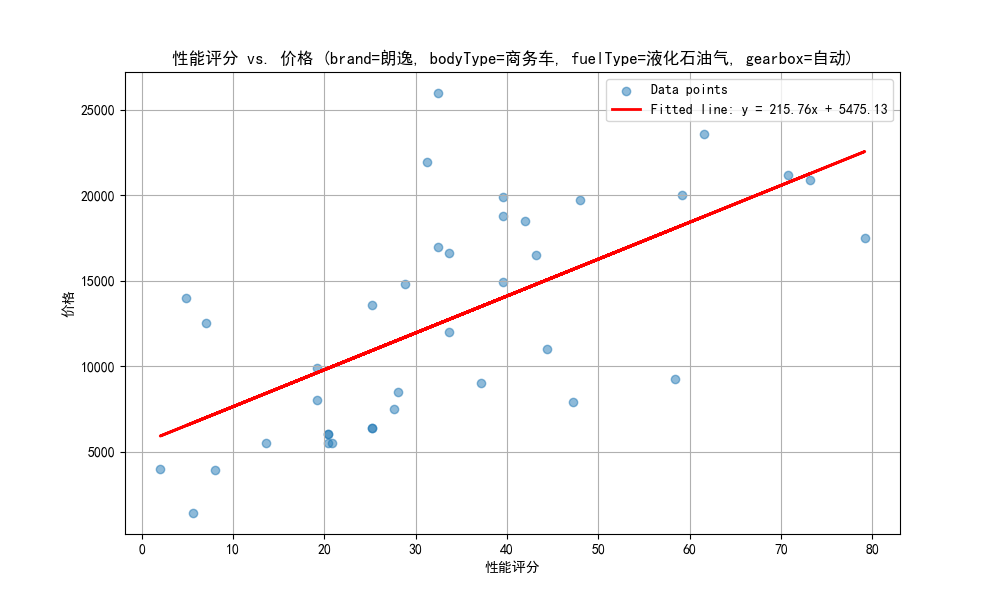 性能评分 vs. 价格 (brand=朗逸, bodyType=商务车, fuelType=液化石油气, gearbox=自动)
Data points
Fitted line: y = 215.76x + 5475.13
25000
20000
15000
10000
5000
价格
0 10 20 30 40 50 60 70 80
性能评分